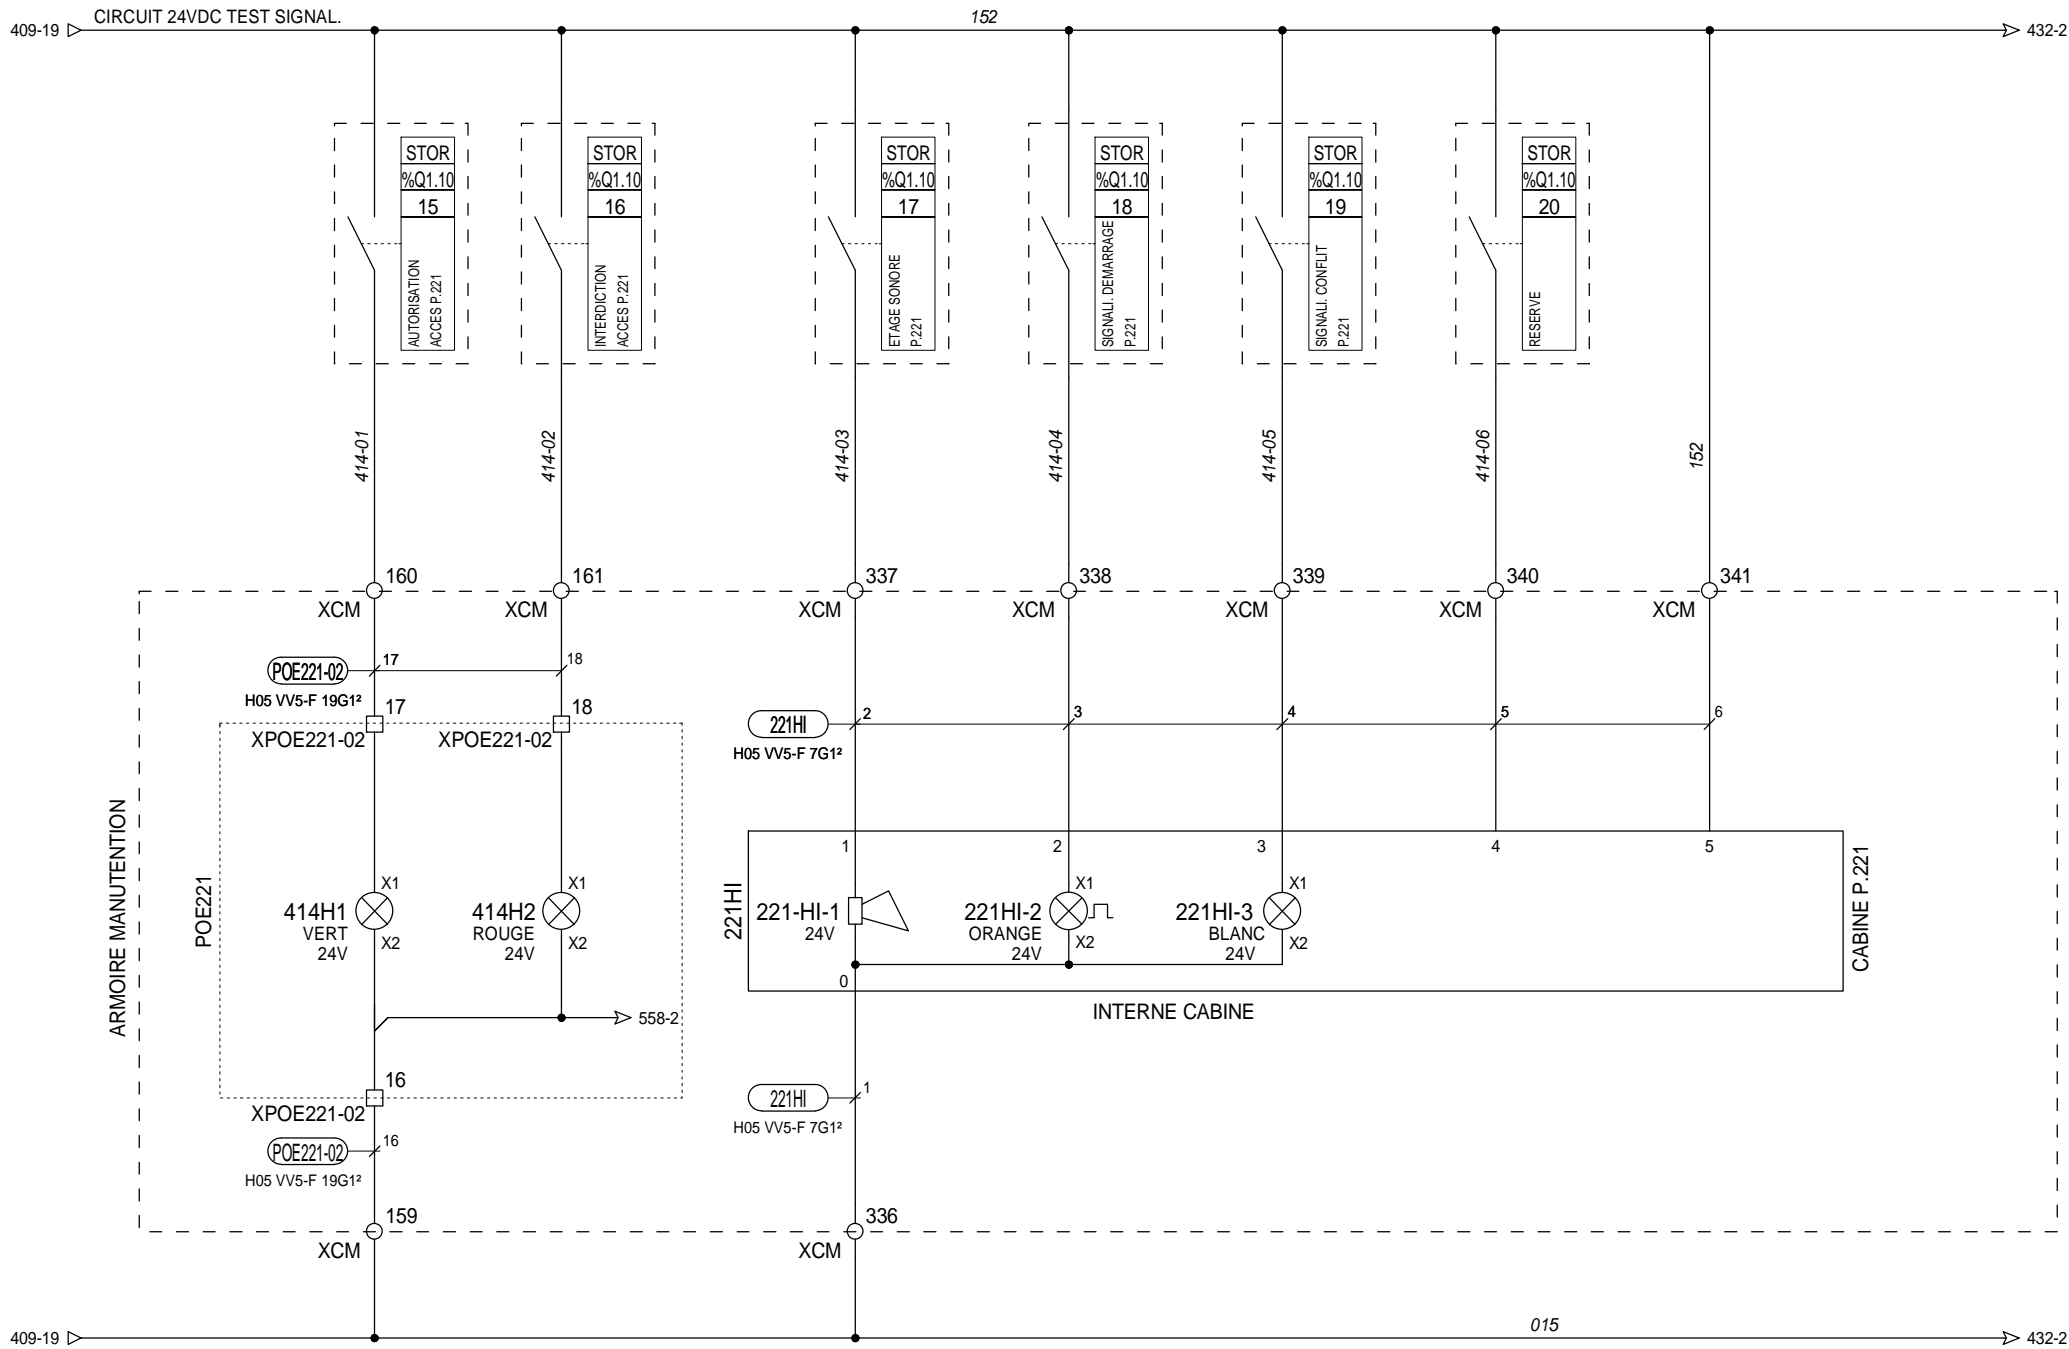 CIRCUIT 24VDC TEST SIGNAL.
152
409-19
432-2
STOR
%Q1.10
15
AUTORISATION
ACCES P.221
STOR
%Q1.10
16
INTERDICTION
ACCES P.221
STOR
%Q1.10
17
ETAGE SONORE
P.221
STOR
%Q1.10
18
SIGNALI. DEMARRAGE
P.221
STOR
%Q1.10
19
SIGNALI. CONFLIT
P.221
STOR
%Q1.10
20
RESERVE
414-01
414-02
414-03
414-04
414-05
414-06
152
160
XCM
161
XCM
337
XCM
338
XCM
339
XCM
340
XCM
341
XCM
POE221-02
17
18
H05 VV5-F 19G1²
17
XPOE221-02
18
XPOE221-02
221HI
2
3
4
5
6
H05 VV5-F 7G1²
ARMOIRE MANUTENTION
POE221
414H1
VERT
24V
X1
X2
414H2
ROUGE
24V
X1
X2
558-2
221HI
1
2
3
4
5
221-HI-1
24V
221HI-2
ORANGE
24V
X1
X2
221HI-3
BLANC
24V
X1
X2
0
CABINE P.221
INTERNE CABINE
16
XPOE221-02
POE221-02
16
H05 VV5-F 19G1²
221HI
1
H05 VV5-F 7G1²
159
XCM
336
XCM
409-19
015
432-2